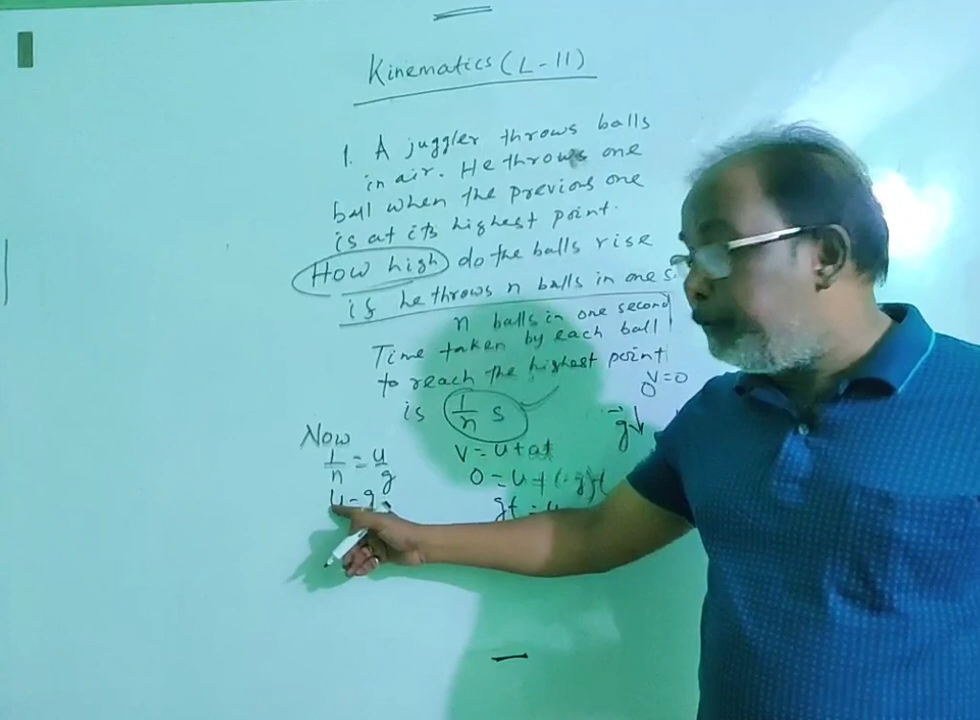 Kinematics (L-11)
1. A juggler throws balls
in air. He throws one
ball when the previous one
is at its highest point.
How high do the balls rise
if he throws n balls in one s
n balls in one second
Time taken by each ball
to reach the highest point
is 1/n s
v=0
g↓
Now
1/n = u/g
u = g
v = u + at
0 = u + (-g)t
gt = u